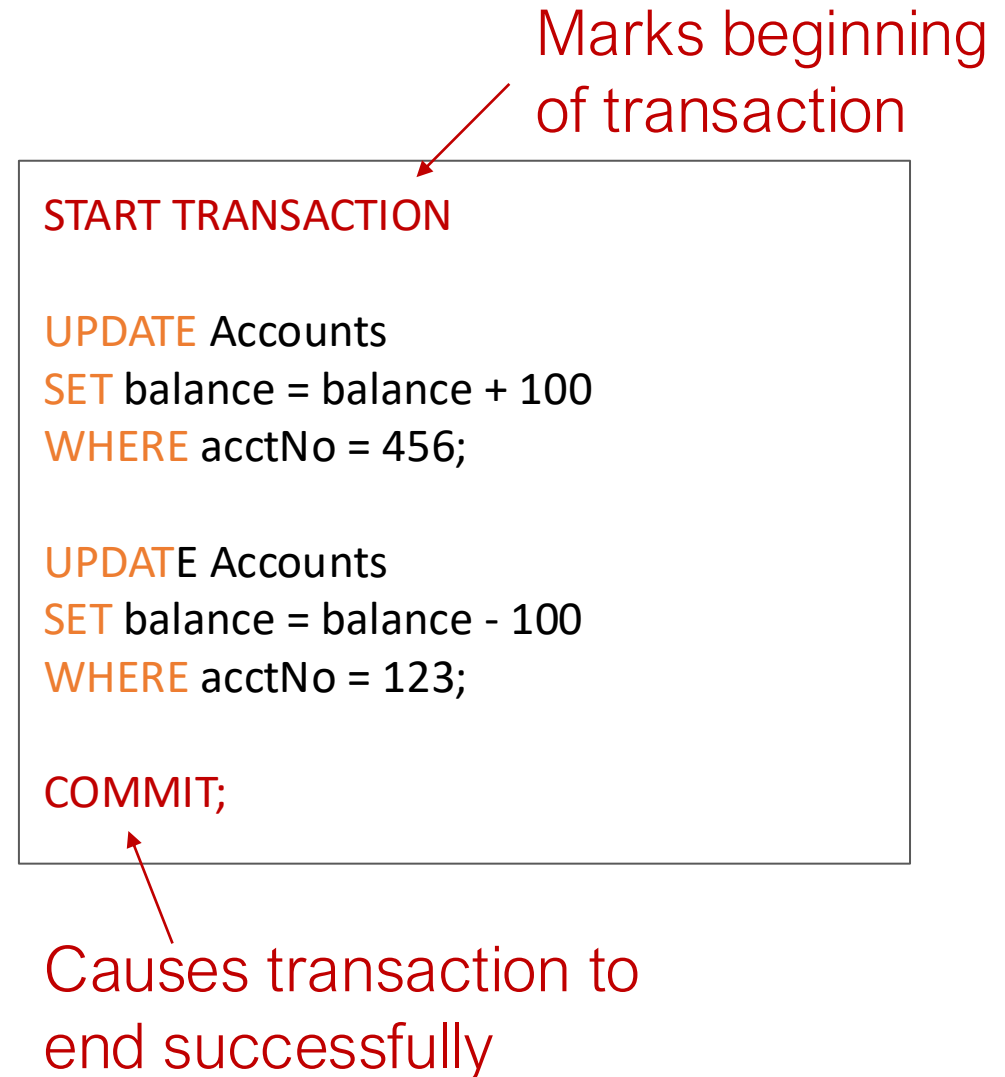 Marks beginning
of transaction
START TRANSACTION
UPDATE Accounts
SET balance = balance + 100
WHERE acctNo = 456;
UPDATE Accounts
SET balance = balance - 100
WHERE acctNo = 123;
COMMIT;
Causes transaction to
end successfully